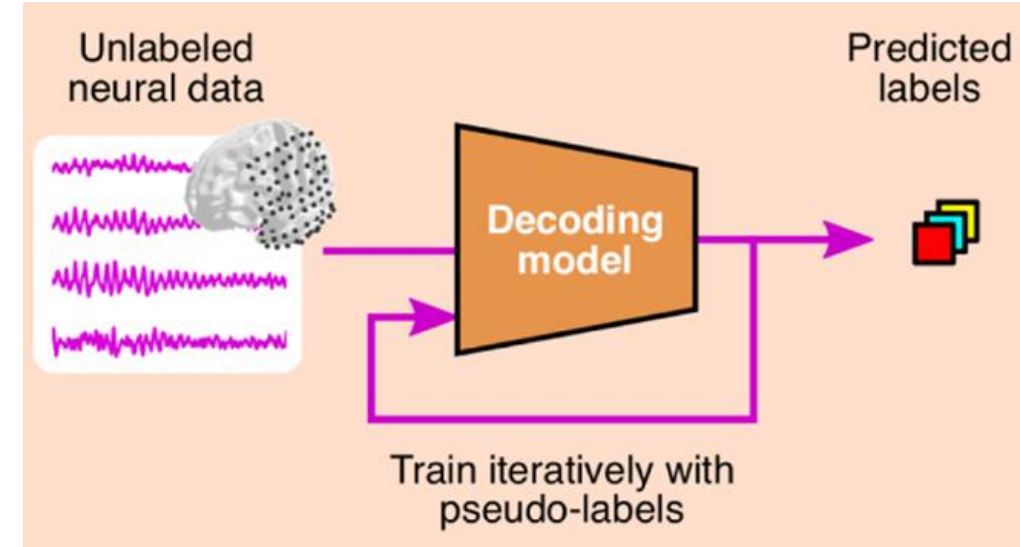 Unlabeled
neural data
Predicted
labels
Decoding
model
Train iteratively with
pseudo-labels